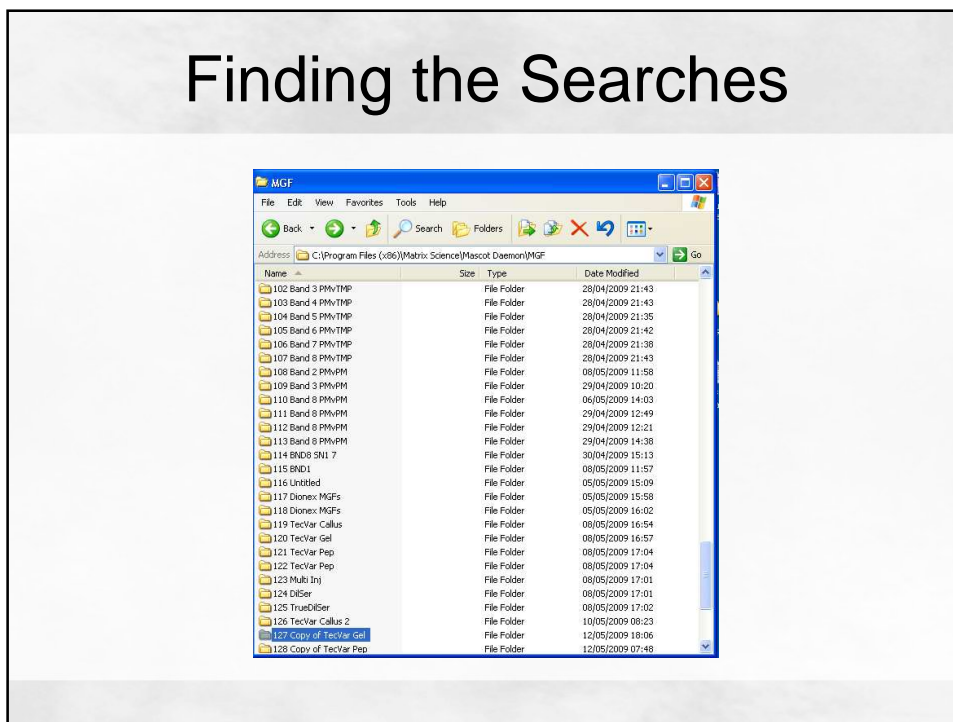 Finding the Searches
MGF
File Edit View Favorites Tools Help
Back Search Folders
Address C:\Program Files (x86)\Matrix Science\Mascot Daemon\MGF Go
Name Size Type Date Modified
102 Band 3 PMvTMP File Folder 28/04/2009 21:43
103 Band 4 PMvTMP File Folder 28/04/2009 21:43
104 Band 5 PMvTMP File Folder 28/04/2009 21:35
105 Band 6 PMvTMP File Folder 28/04/2009 21:42
106 Band 7 PMvTMP File Folder 28/04/2009 21:38
107 Band 8 PMvTMP File Folder 28/04/2009 21:43
108 Band 2 PMvPM File Folder 08/05/2009 11:58
109 Band 3 PMvPM File Folder 29/04/2009 10:20
110 Band 8 PMvPM File Folder 06/05/2009 14:03
111 Band 8 PMvPM File Folder 29/04/2009 12:49
112 Band 8 PMvPM File Folder 29/04/2009 12:21
113 Band 8 PMvPM File Folder 29/04/2009 14:38
114 BND8 SN1 7 File Folder 30/04/2009 15:13
115 BND1 File Folder 08/05/2009 11:57
116 Untitled File Folder 05/05/2009 15:09
117 Dionex MGFs File Folder 05/05/2009 15:58
118 Dionex MGFs File Folder 05/05/2009 16:02
119 TecVar Callus File Folder 08/05/2009 16:54
120 TecVar Gel File Folder 08/05/2009 16:57
121 TecVar Pep File Folder 08/05/2009 17:04
122 TecVar Pep File Folder 08/05/2009 17:04
123 Multi Inj File Folder 08/05/2009 17:01
124 DilSer File Folder 08/05/2009 17:01
125 TrueDilSer File Folder 08/05/2009 17:02
126 TecVar Callus 2 File Folder 10/05/2009 08:23
127 Copy of TecVar Gel File Folder 12/05/2009 18:06
128 Copy of TecVar Pep File Folder 12/05/2009 07:48